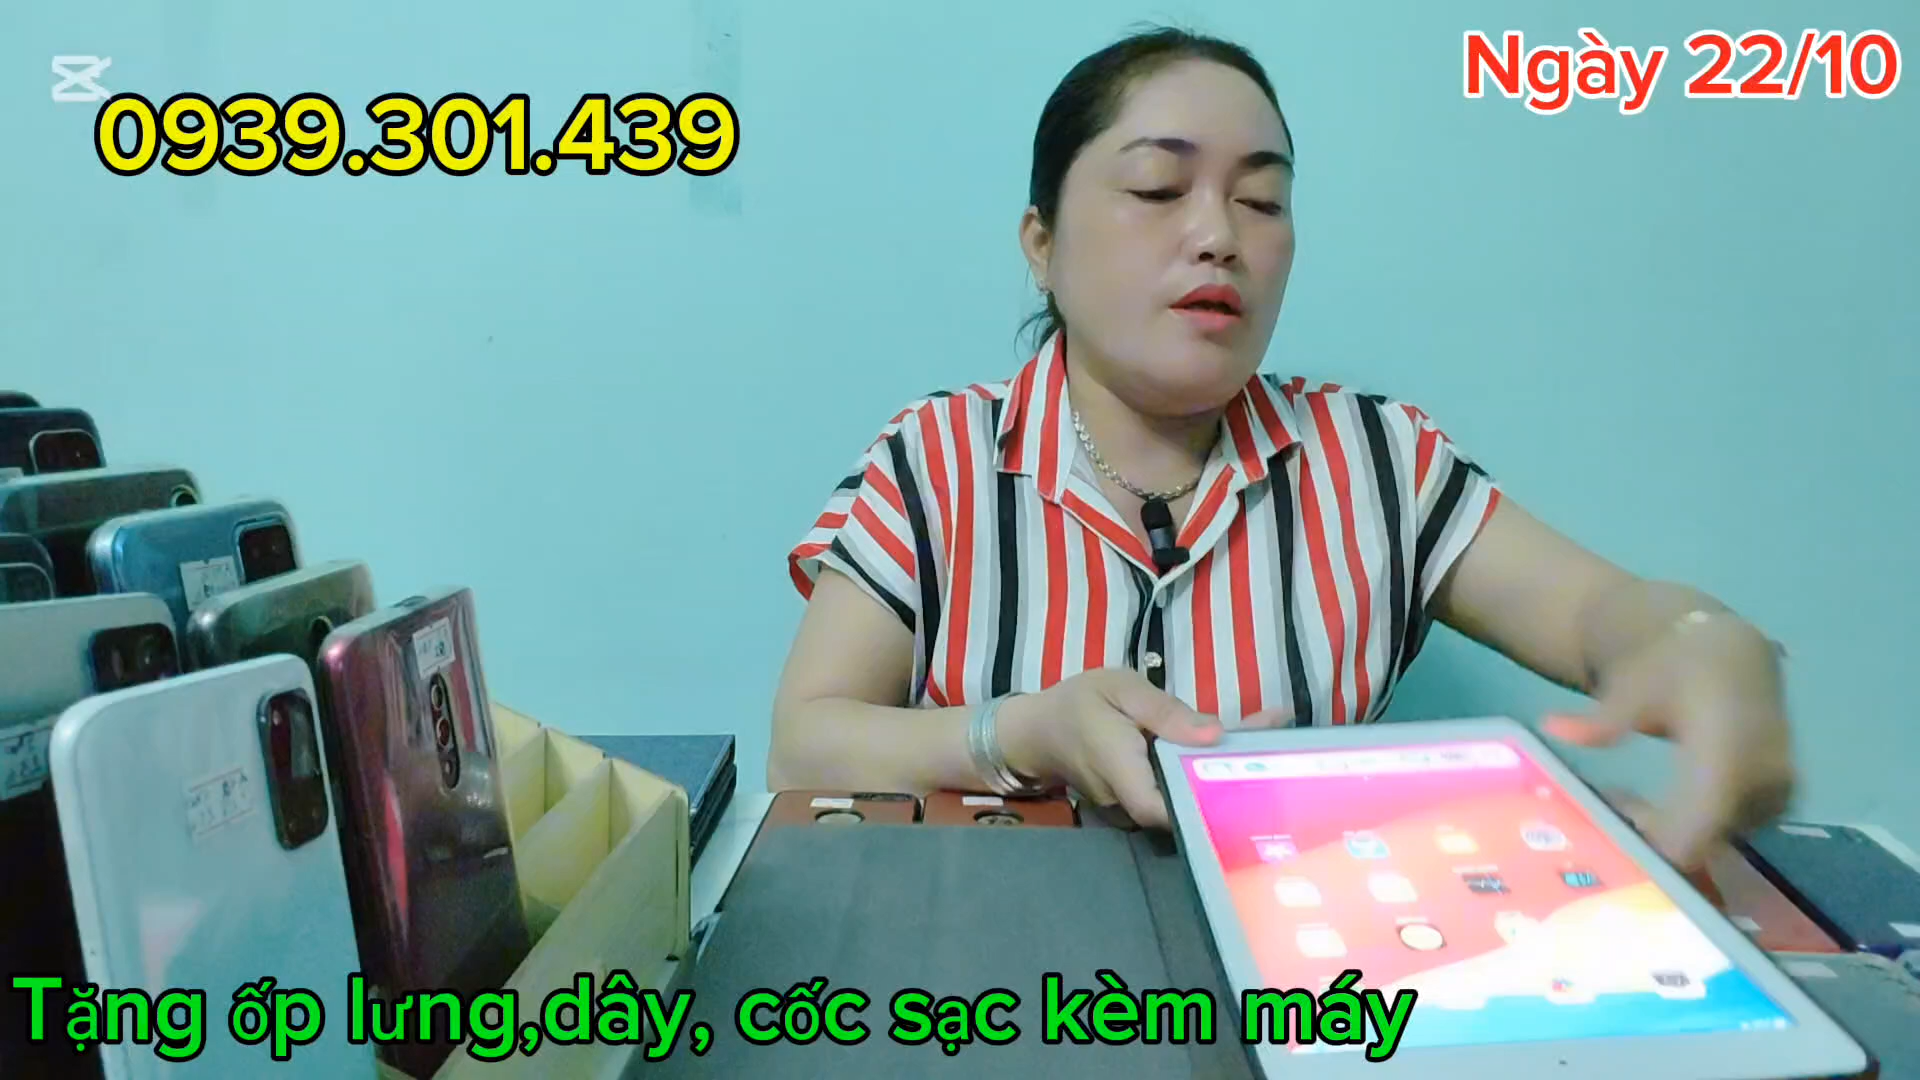 Ngày 22/10
0939.301.439
Tặng ốp lưng,dây, cốc sạc kèm máy